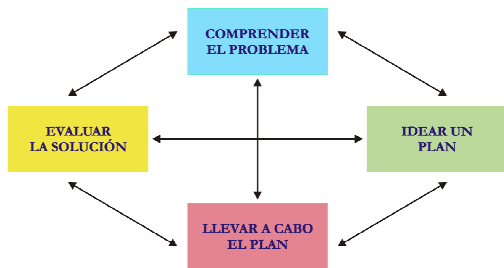 COMPRENDER
EL PROBLEMA
EVALUAR
LA SOLUCIÓN
IDEAR UN
PLAN
LLEVAR A CABO
EL PLAN